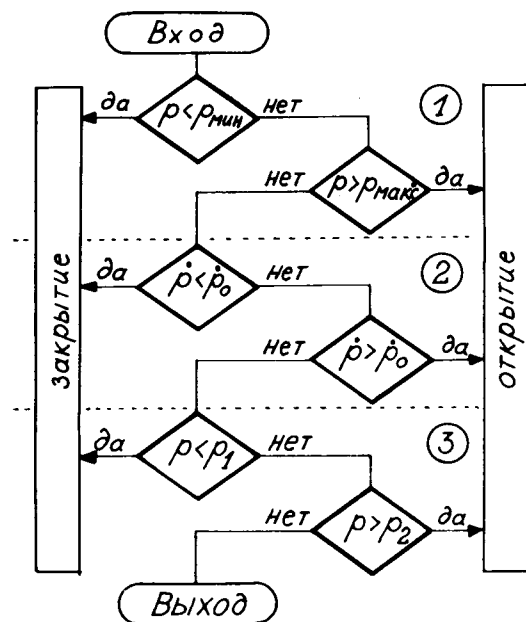 Вход
да
p<pмин
нет
1
нет
p>pмакс
да
да
ṗ<ṗ₀
нет
2
нет
ṗ>ṗ₀
да
закрытие
открытие
да
p<p₁
нет
3
нет
p>p₂
да
Выход